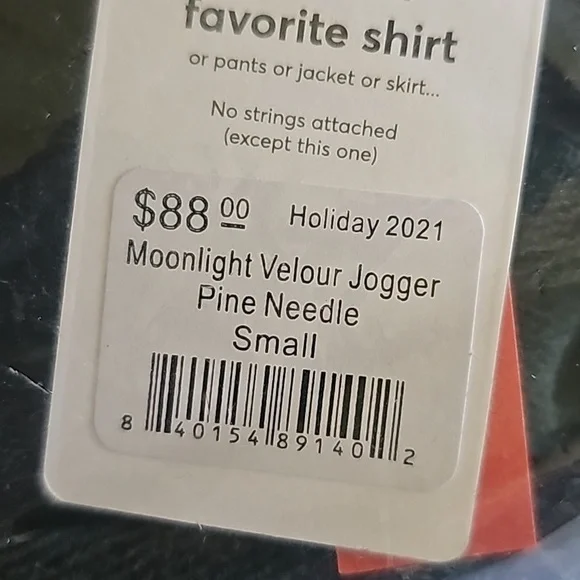 favorite shirt
or pants or jacket or skirt...
No strings attached
(except this one)
$88 00 Holiday 2021
Moonlight Velour Jogger
Pine Needle
Small
8 40154 89140 2